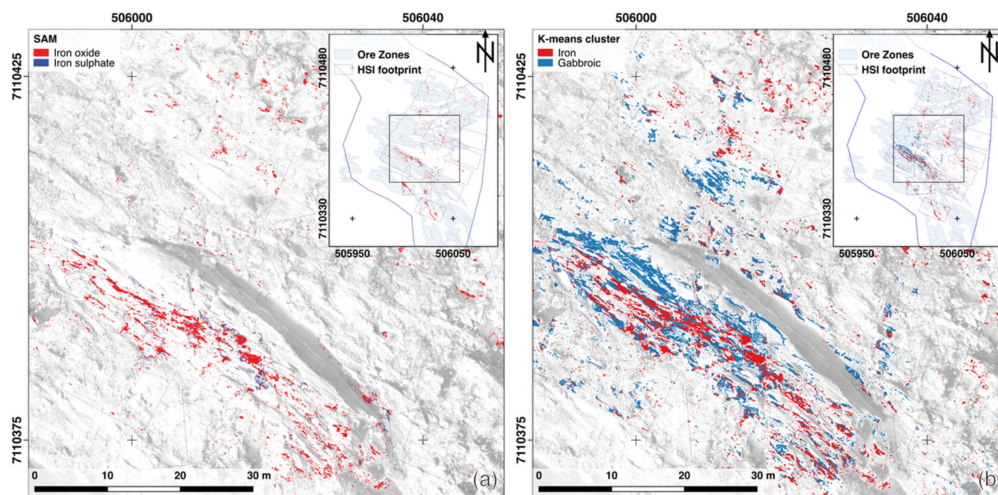 506000
506040
506000
506040
SAM
Iron oxide
Iron sulphate
Ore Zones
HSI footprint
N
7110480
7110330
505950
506050
7110425
7110375
0 10 20 30 m
(a)
K-means cluster
Iron
Gabbroic
Ore Zones
HSI footprint
N
7110480
7110330
505950
506050
7110425
7110375
0 10 20 30 m
(b)